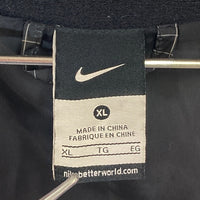 XL
MADE IN CHINA
FABRIQUÉ EN CHINE
XL TG EG
nikebetterworld.com